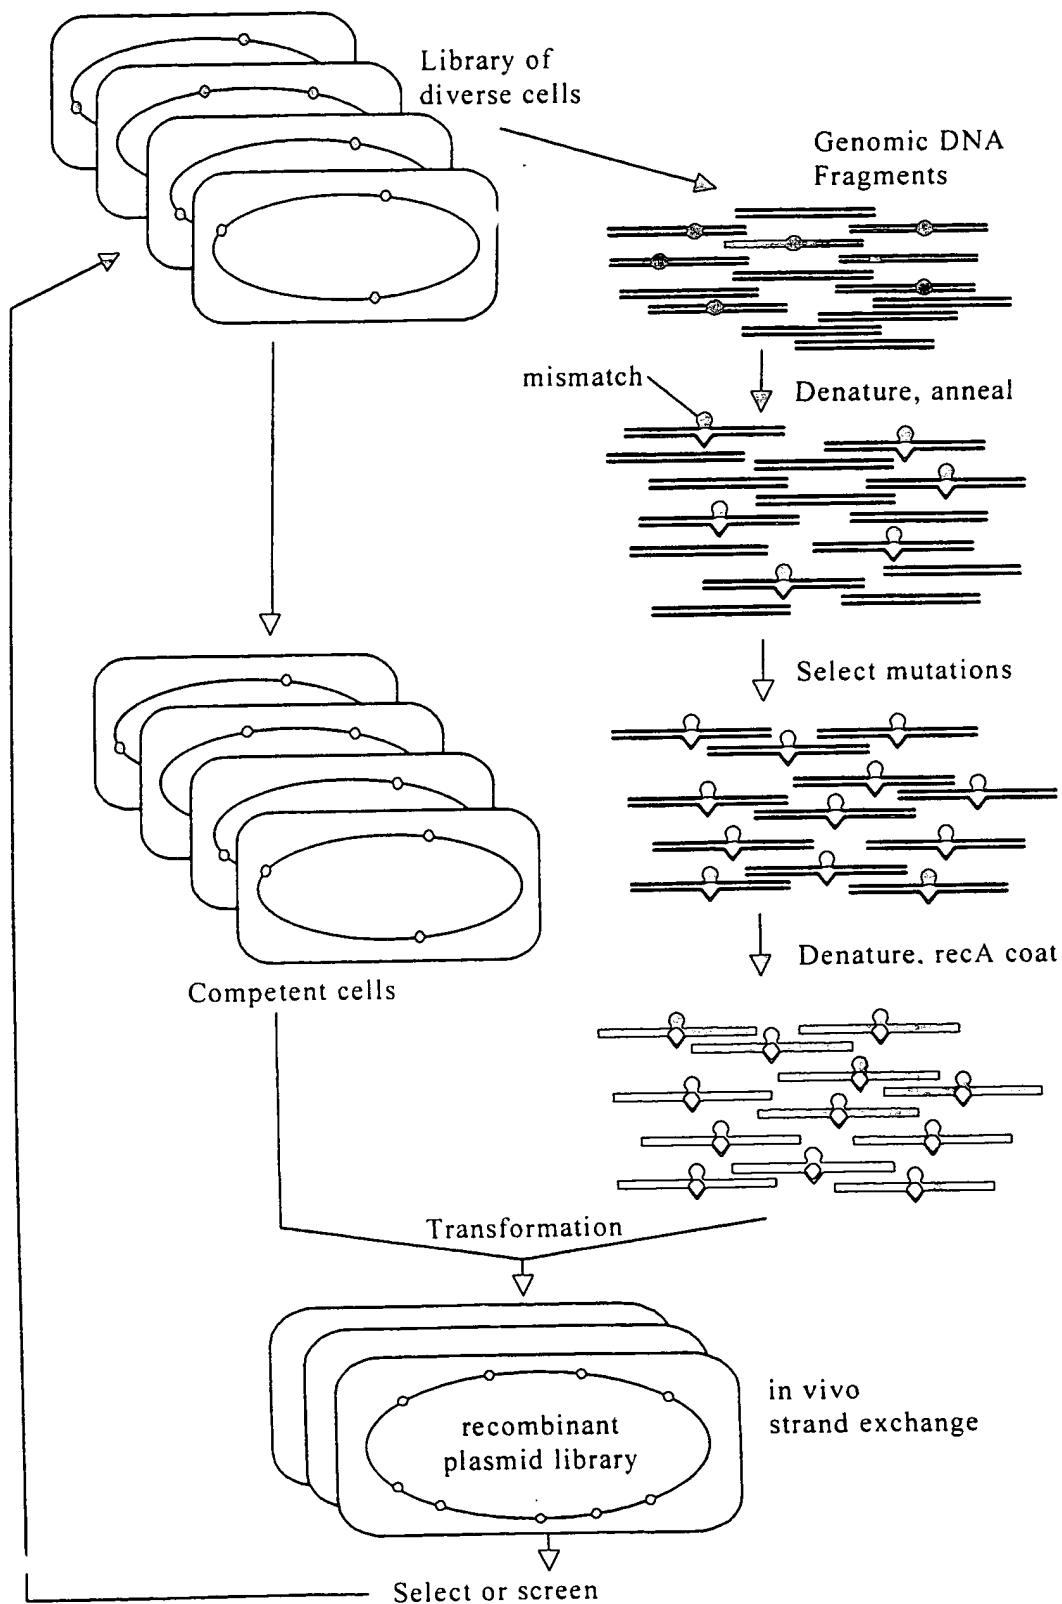 Library of
diverse cells
Genomic DNA
Fragments
mismatch
Denature, anneal
Select mutations
Denature, recA coat
Competent cells
Transformation
recombinant
plasmid library
in vivo
strand exchange
Select or screen